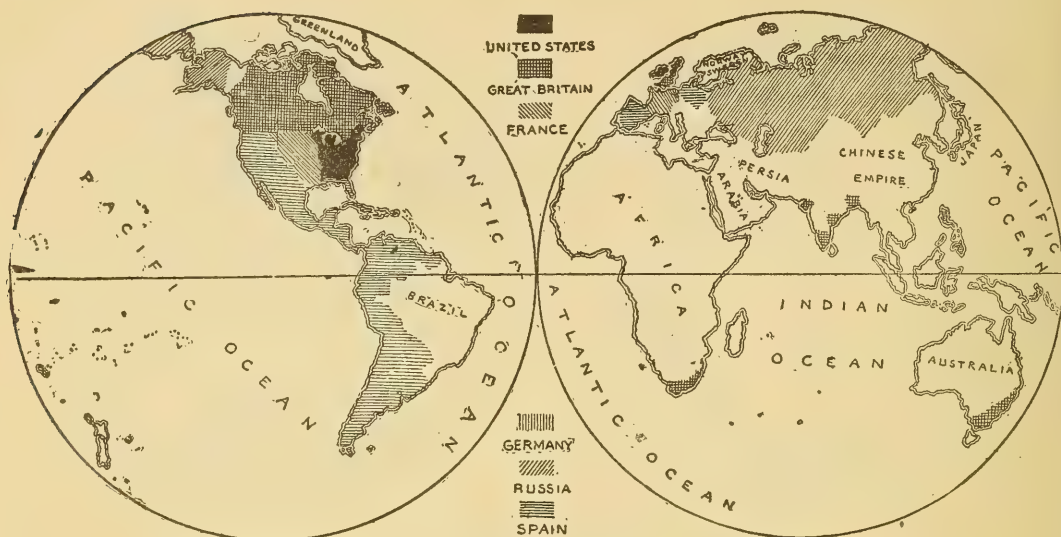 GREENLAND
UNITED STATES
GREAT BRITAIN
FRANCE
ATLANTIC
OCEAN
PACIFIC
OCEAN
BRAZIL
NORWAY
SWEDEN
CHINESE
EMPIRE
JAPAN
PERSIA
ARABIA
AFRICA
PACIFIC
OCEAN
INDIAN
OCEAN
AUSTRALIA
ATLANTIC OCEAN
GERMANY
RUSSIA
SPAIN